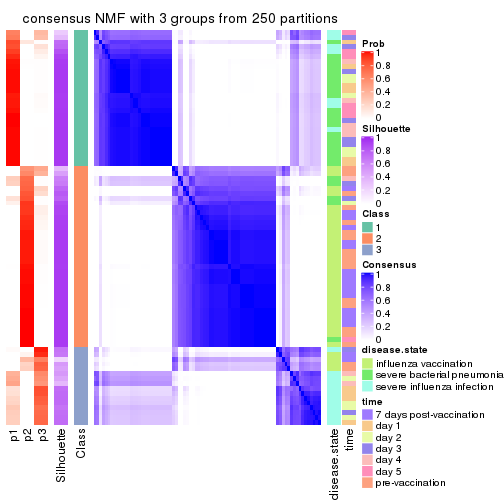 consensus NMF with 3 groups from 250 partitions
Prob
1
0.8
0.6
0.4
0.2
0
Silhouette
1
0.8
0.6
0.4
0.2
0
Class
1
2
3
Consensus
1
0.8
0.6
0.4
0.2
0
disease.state
influenza vaccination
severe bacterial pneumonia
severe influenza infection
time
7 days post-vaccination
day 1
day 2
day 3
day 4
day 5
pre-vaccination
p1
p2
p3
Silhouette
Class
disease.state
time